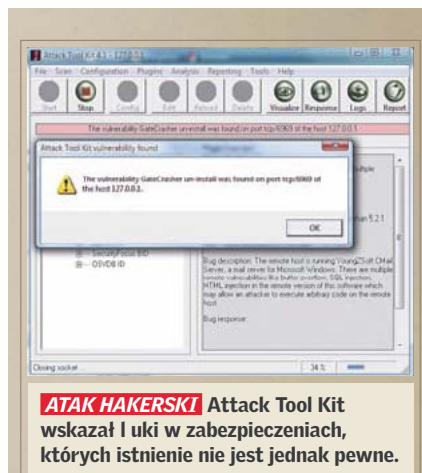 Attack Tool Kit 4.1 - 127.0.0.1
File Scan Configuration Plugins Analysis Reporting Tools Help
Start Stop Config Edit Reload Delete Visualize Response Logs Report
The vulnerability GateCrasher un-install was found on port tcp/6969 of the host 127.0.0.1
Attack Tool Kit vulnerability found
The vulnerability GateCrasher un-install was found on port tcp/6969 of
the host 127.0.0.1.
OK
SecurityFocus BID
OSVDB ID
Bug description: The remote host is running YoungZSoft CMail
Server, a mail server for Microsoft Windows. There are multiple
remote vulnerabilities like buffer overflow, SQL injection,
HTML injection in the remote version of this software which
may allow an attacker to execute arbitrary code on the remote
host
Bug response:
Closing socket ... 34 %
ATAK HAKERSKI Attack Tool Kit
wskazał l uki w zabezpieczeniach,
których istnienie nie jest jednak pewne.